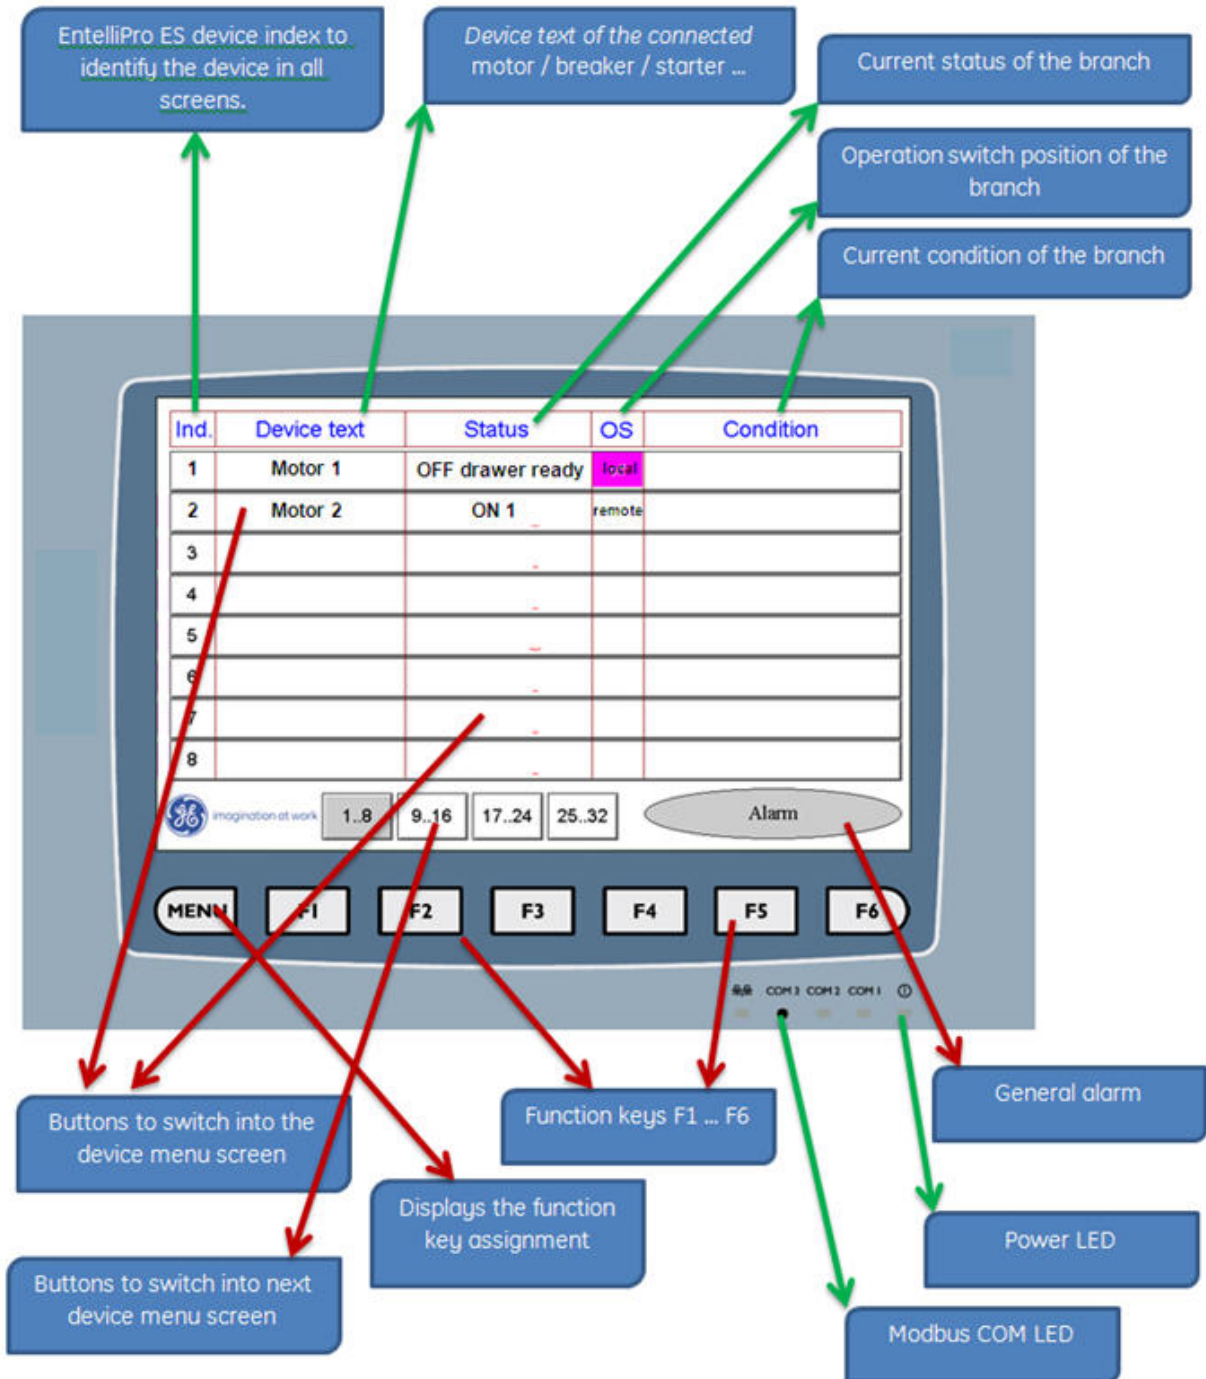 EntelliPro ES device index to
identify the device in all
screens.
Device text of the connected
motor / breaker / starter ...
Current status of the branch
Operation switch position of the
branch
Current condition of the branch
Ind. Device text Status OS Condition
1 Motor 1 OFF drawer ready local
2 Motor 2 ON 1 remote
3
4
5
6
7
8
GE imagination at work 1..8 9..16 17..24 25..32 Alarm
MENU F1 F2 F3 F4 F5 F6
COM 3 COM 2 COM 1
Buttons to switch into the
device menu screen
Function keys F1 ... F6
General alarm
Displays the function
key assignment
Power LED
Buttons to switch into next
device menu screen
Modbus COM LED